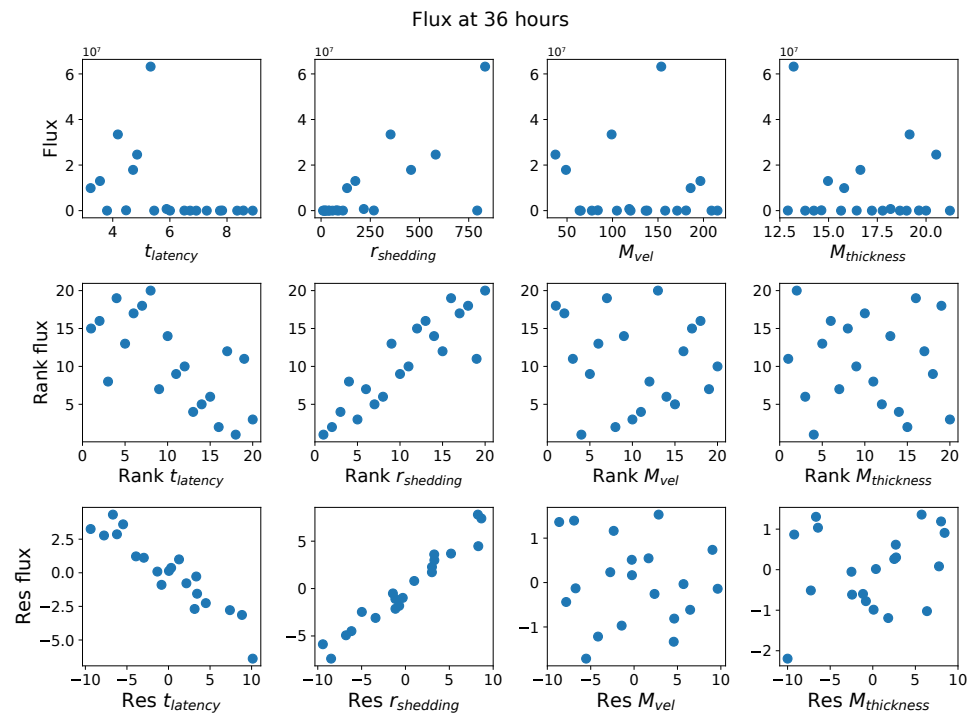 Flux at 36 hours
10⁷ 10⁷ 10⁷ 10⁷
Flux
6 6 6 6
4 4 4 4
2 2 2 2
0 0 0 0
4 6 8 0 250 500 750 50 100 150 200 12.5 15.0 17.5 20.0
t_latency r_shedding M_vel M_thickness
Rank flux
20 20 20 20
15 15 15 15
10 10 10 10
5 5 5 5
0 5 10 15 20 0 5 10 15 20 0 5 10 15 20 0 5 10 15 20
Rank t_latency Rank r_shedding Rank M_vel Rank M_thickness
Res flux
2.5 5 1 1
0.0 0 0 0
−2.5 −5 −1 −1
−5.0 −2
−10 −5 0 5 10 −10 −5 0 5 10 −10 −5 0 5 10 −10 −5 0 5 10
Res t_latency Res r_shedding Res M_vel Res M_thickness